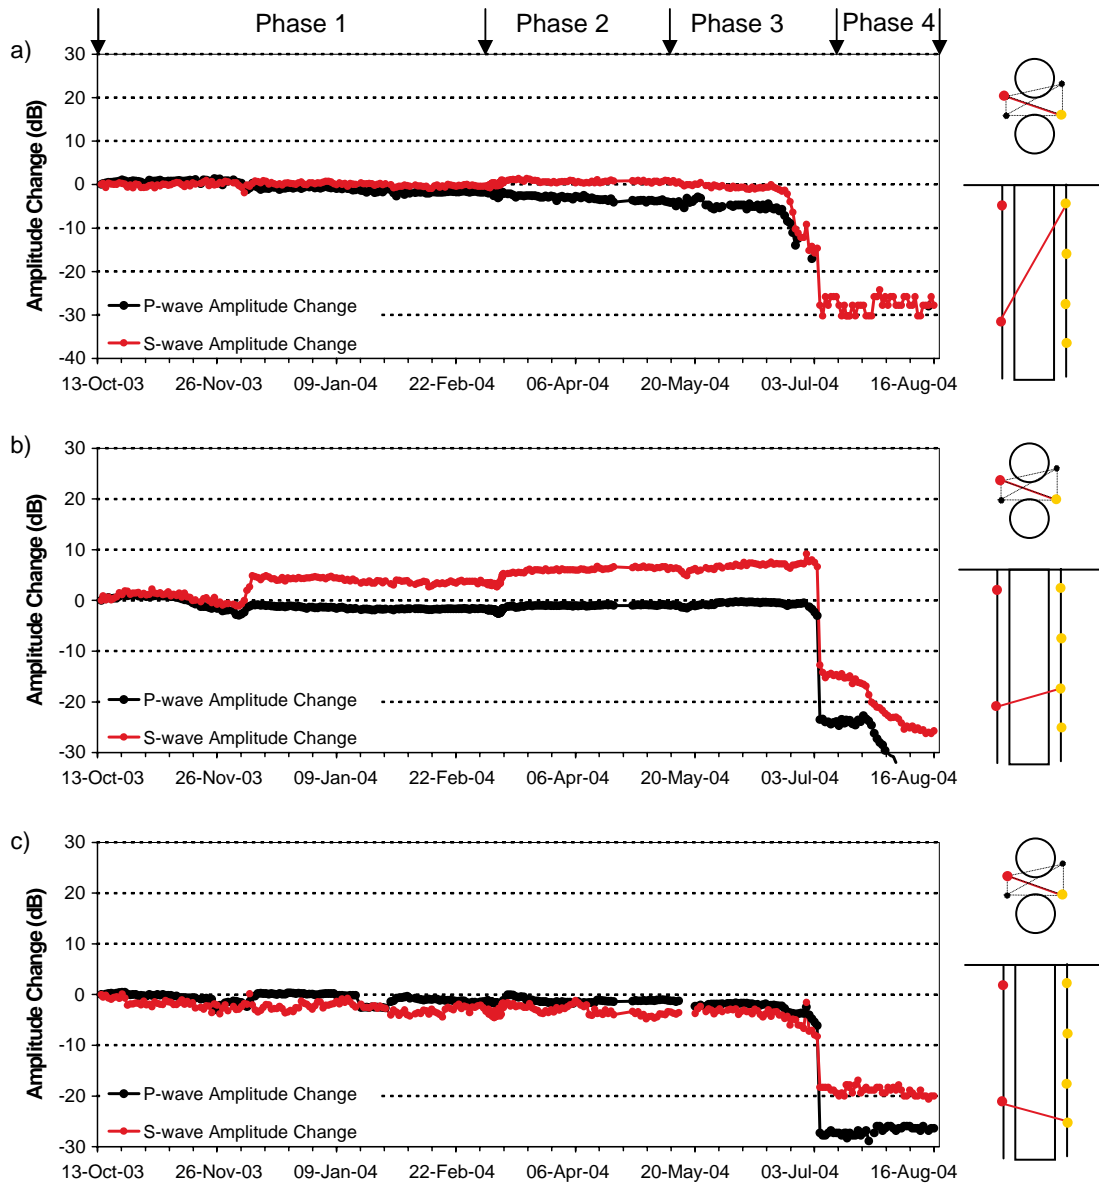 Phase 1 Phase 2 Phase 3 Phase 4
a)
Amplitude Change (dB)
30
20
10
0
-10
-20
-30
-40
P-wave Amplitude Change
S-wave Amplitude Change
13-Oct-03 26-Nov-03 09-Jan-04 22-Feb-04 06-Apr-04 20-May-04 03-Jul-04 16-Aug-04
b)
Amplitude Change (dB)
30
20
10
0
-10
-20
-30
P-wave Amplitude Change
S-wave Amplitude Change
13-Oct-03 26-Nov-03 09-Jan-04 22-Feb-04 06-Apr-04 20-May-04 03-Jul-04 16-Aug-04
c)
Amplitude Change (dB)
30
20
10
0
-10
-20
-30
P-wave Amplitude Change
S-wave Amplitude Change
13-Oct-03 26-Nov-03 09-Jan-04 22-Feb-04 06-Apr-04 20-May-04 03-Jul-04 16-Aug-04